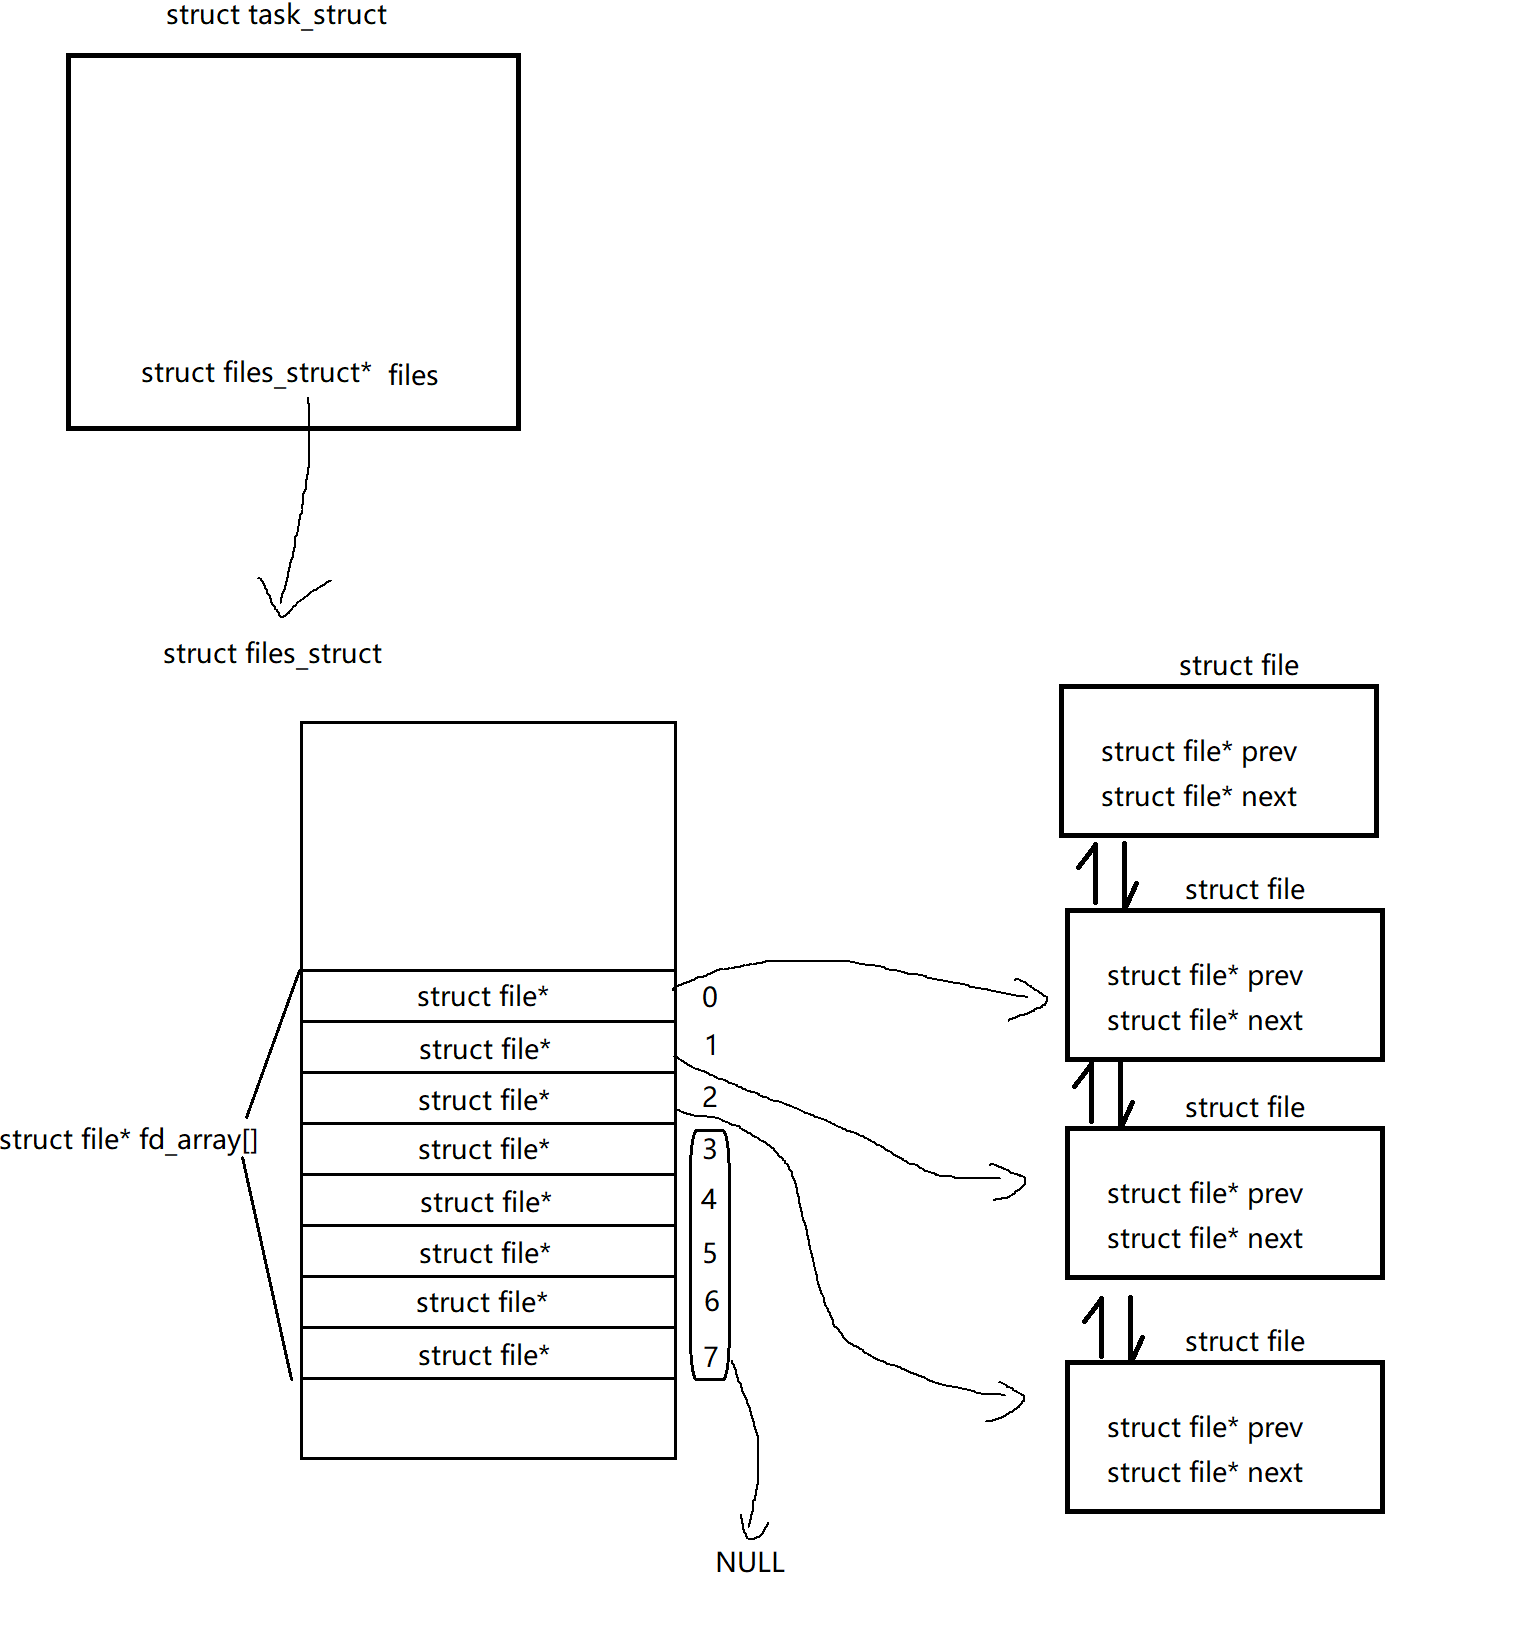 struct task_struct
struct files_struct* files
struct files_struct
struct file* fd_array[]
struct file* 0
struct file* 1
struct file* 2
struct file* 3
struct file* 4
struct file* 5
struct file* 6
struct file* 7
NULL
struct file
struct file* prev
struct file* next
struct file
struct file* prev
struct file* next
struct file
struct file* prev
struct file* next
struct file
struct file* prev
struct file* next